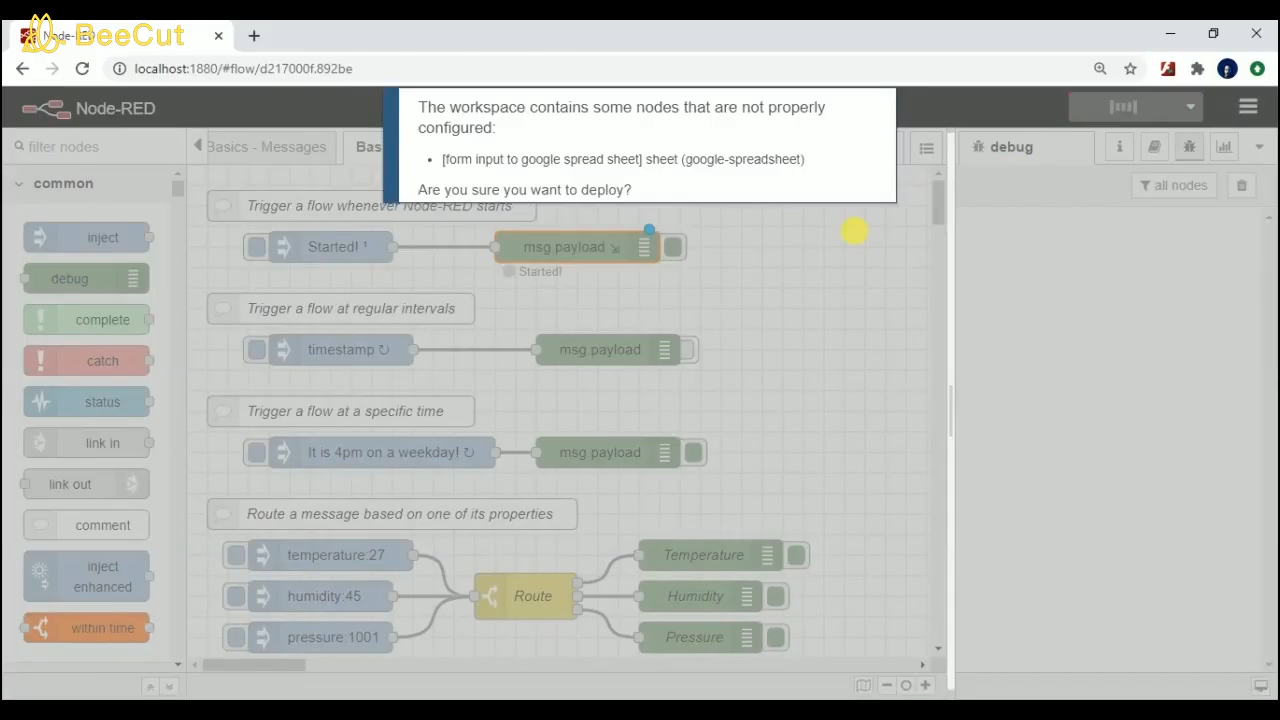 BeeCut
Node-RED
localhost:1880/#flow/d217000f.892be
Node-RED
The workspace contains some nodes that are not properly
configured:
• [form input to google spread sheet] sheet (google-spreadsheet)
Are you sure you want to deploy?
filter nodes
Basics - Messages
Bas
debug
i
all nodes
common
inject
debug
complete
catch
status
link in
link out
comment
inject
enhanced
within time
Trigger a flow whenever Node-RED starts
Started! ¹
msg.payload
Started!
Trigger a flow at regular intervals
timestamp ↻
msg.payload
Trigger a flow at a specific time
It is 4pm on a weekday! ↻
msg.payload
Route a message based on one of its properties
temperature:27
humidity:45
pressure:1001
Route
Temperature
Humidity
Pressure